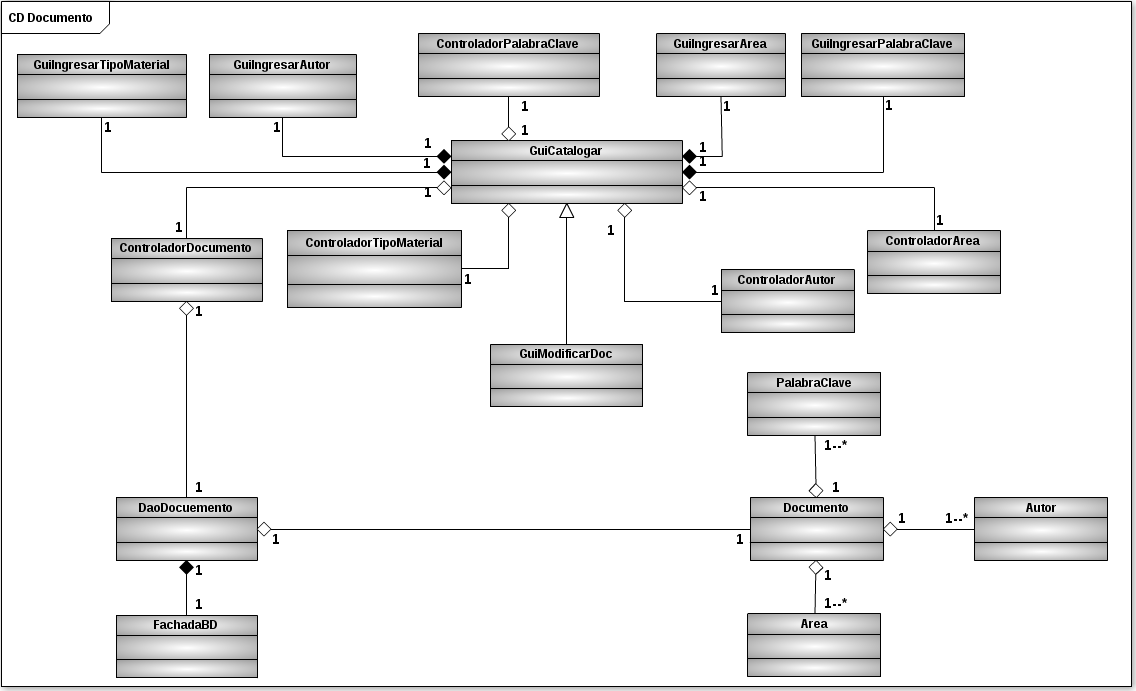 CD Documento
ControladorPalabraClave
GuiIngresarArea
GuiIngresarPalabraClave
GuiIngresarTipoMaterial
GuiIngresarAutor
1
1
1
1
1
1
1
GuiCatalogar
1
1
1
1
1
1
1
1
1
ControladorDocumento
ControladorTipoMaterial
ControladorArea
1
1
ControladorAutor
1
GuiModificarDoc
PalabraClave
1--*
1
1
DaoDocuemento
Documento
Autor
1
1--*
1
1
1
1
1
1--*
FachadaBD
Area